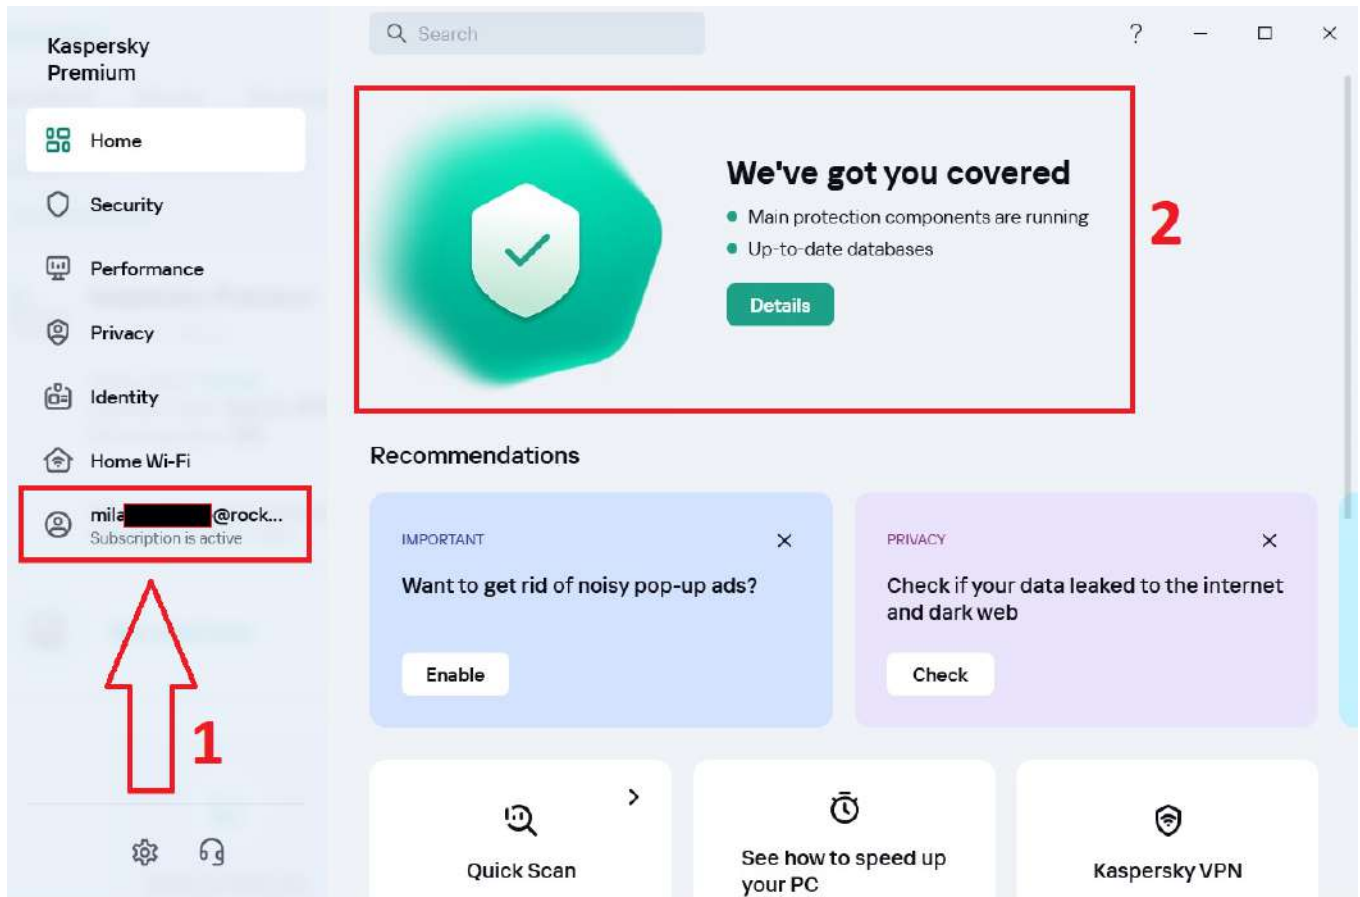 Kaspersky
Premium
Search
?
Home
Security
Performance
Privacy
Identity
Home Wi-Fi
mila
@rock...
Subscription is active
1
We've got you covered
Main protection components are running
Up-to-date databases
Details
2
Recommendations
IMPORTANT
Want to get rid of noisy pop-up ads?
Enable
PRIVACY
Check if your data leaked to the internet
and dark web
Check
Quick Scan
See how to speed up
your PC
Kaspersky VPN